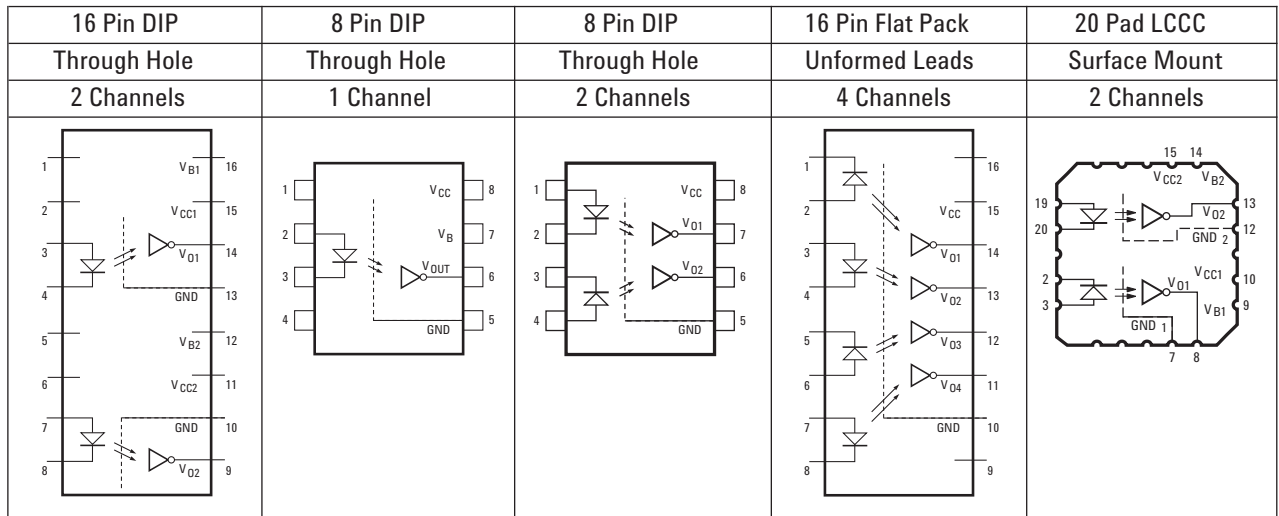 16 Pin DIP
8 Pin DIP
8 Pin DIP
16 Pin Flat Pack
20 Pad LCCC
Through Hole
Through Hole
Through Hole
Unformed Leads
Surface Mount
2 Channels
1 Channel
2 Channels
4 Channels
2 Channels
1
VB1
16
2
VCC1
15
3
VO1
14
4
GND
13
5
VB2
12
6
VCC2
11
7
GND
10
8
VO2
9
1
VCC
8
2
VB
7
3
VOUT
6
4
GND
5
1
VCC
8
2
VO1
7
3
VO2
6
4
GND
5
1
16
2
VCC
15
3
VO1
14
4
VO2
13
5
VO3
12
6
VO4
11
7
GND
10
8
9
15 14
VCC2
VB2
19
VO2
13
20
GND 2
12
2
VCC1
10
3
VO1
VB1
9
GND 1
7 8